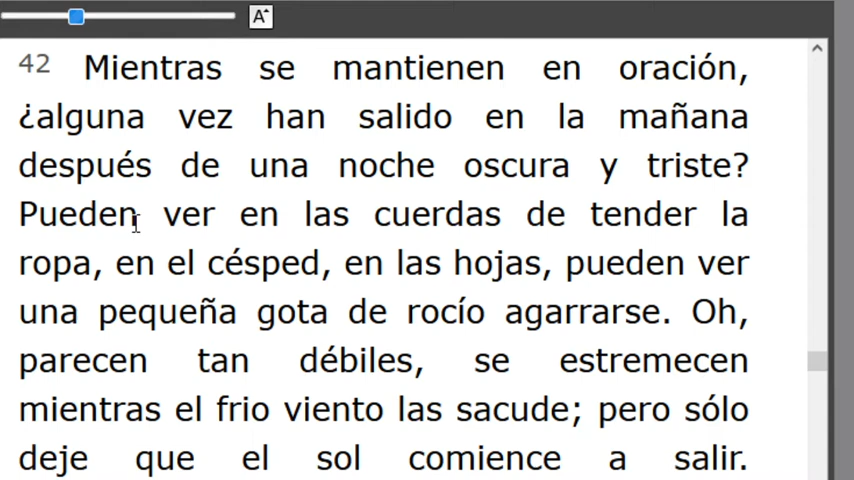 A
42 Mientras se mantienen en oración,
¿alguna vez han salido en la mañana
después de una noche oscura y triste?
Pueden ver en las cuerdas de tender la
ropa, en el césped, en las hojas, pueden ver
una pequeña gota de rocío agarrarse. Oh,
parecen tan débiles, se estremecen
mientras el frio viento las sacude; pero sólo
deje que el sol comience a salir.